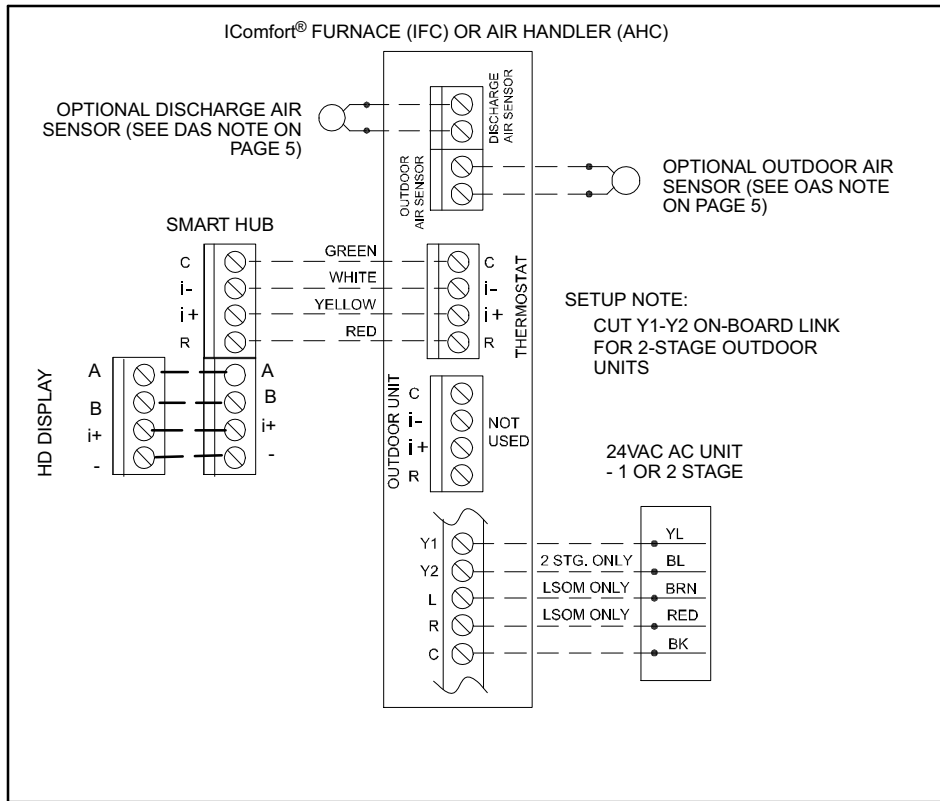 IComfort® FURNACE (IFC) OR AIR HANDLER (AHC)
OPTIONAL DISCHARGE AIR
SENSOR (SEE DAS NOTE ON
PAGE 5)
DISCHARGE
AIR SENSOR
OUTDOOR
AIR SENSOR
OPTIONAL OUTDOOR AIR
SENSOR (SEE OAS NOTE
ON PAGE 5)
SMART HUB
C GREEN C
i- WHITE i-
i+ YELLOW i+
R RED R
THERMOSTAT
SETUP NOTE:
CUT Y1-Y2 ON-BOARD LINK
FOR 2-STAGE OUTDOOR
UNITS
HD DISPLAY
A A
B B
i+ i+
- -
OUTDOOR UNIT
C
i-
i+
R
NOT
USED
24VAC AC UNIT
- 1 OR 2 STAGE
Y1 YL
Y2 2 STG. ONLY BL
L LSOM ONLY BRN
R LSOM ONLY RED
C BK